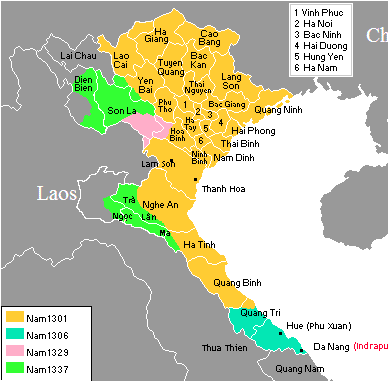 1 Vinh Phuc
2 Ha Noi
3 Bac Ninh
4 Hai Duong
5 Hung Yen
6 Ha Nam
Ch
Ha
Giang
Cao
Bang
Lai Chau
Lao
Cai
Tuyen
Quang
Bac
Kan
Lang
Son
Dien
Bien
Yen
Bai
Thai
Nguyen
Son La
Phu
Tho
1
2
3
Bac Giang
Quang Ninh
Ha
Tay
4
5
6
Hoa
Binh
Hai Phong
Thai Binh
Ninh
Binh
Nam Dinh
Lam Son
Thanh Hoa
Laos
Trà
Nghe An
Ngọc
Lân
Ma
Ha Tinh
Quang Binh
Quang Tri
Hue (Phu Xuan)
Thua Thien
Da Nang (Indrapu
Quang Nam
Nam1301
Nam1306
Nam1329
Nam1337